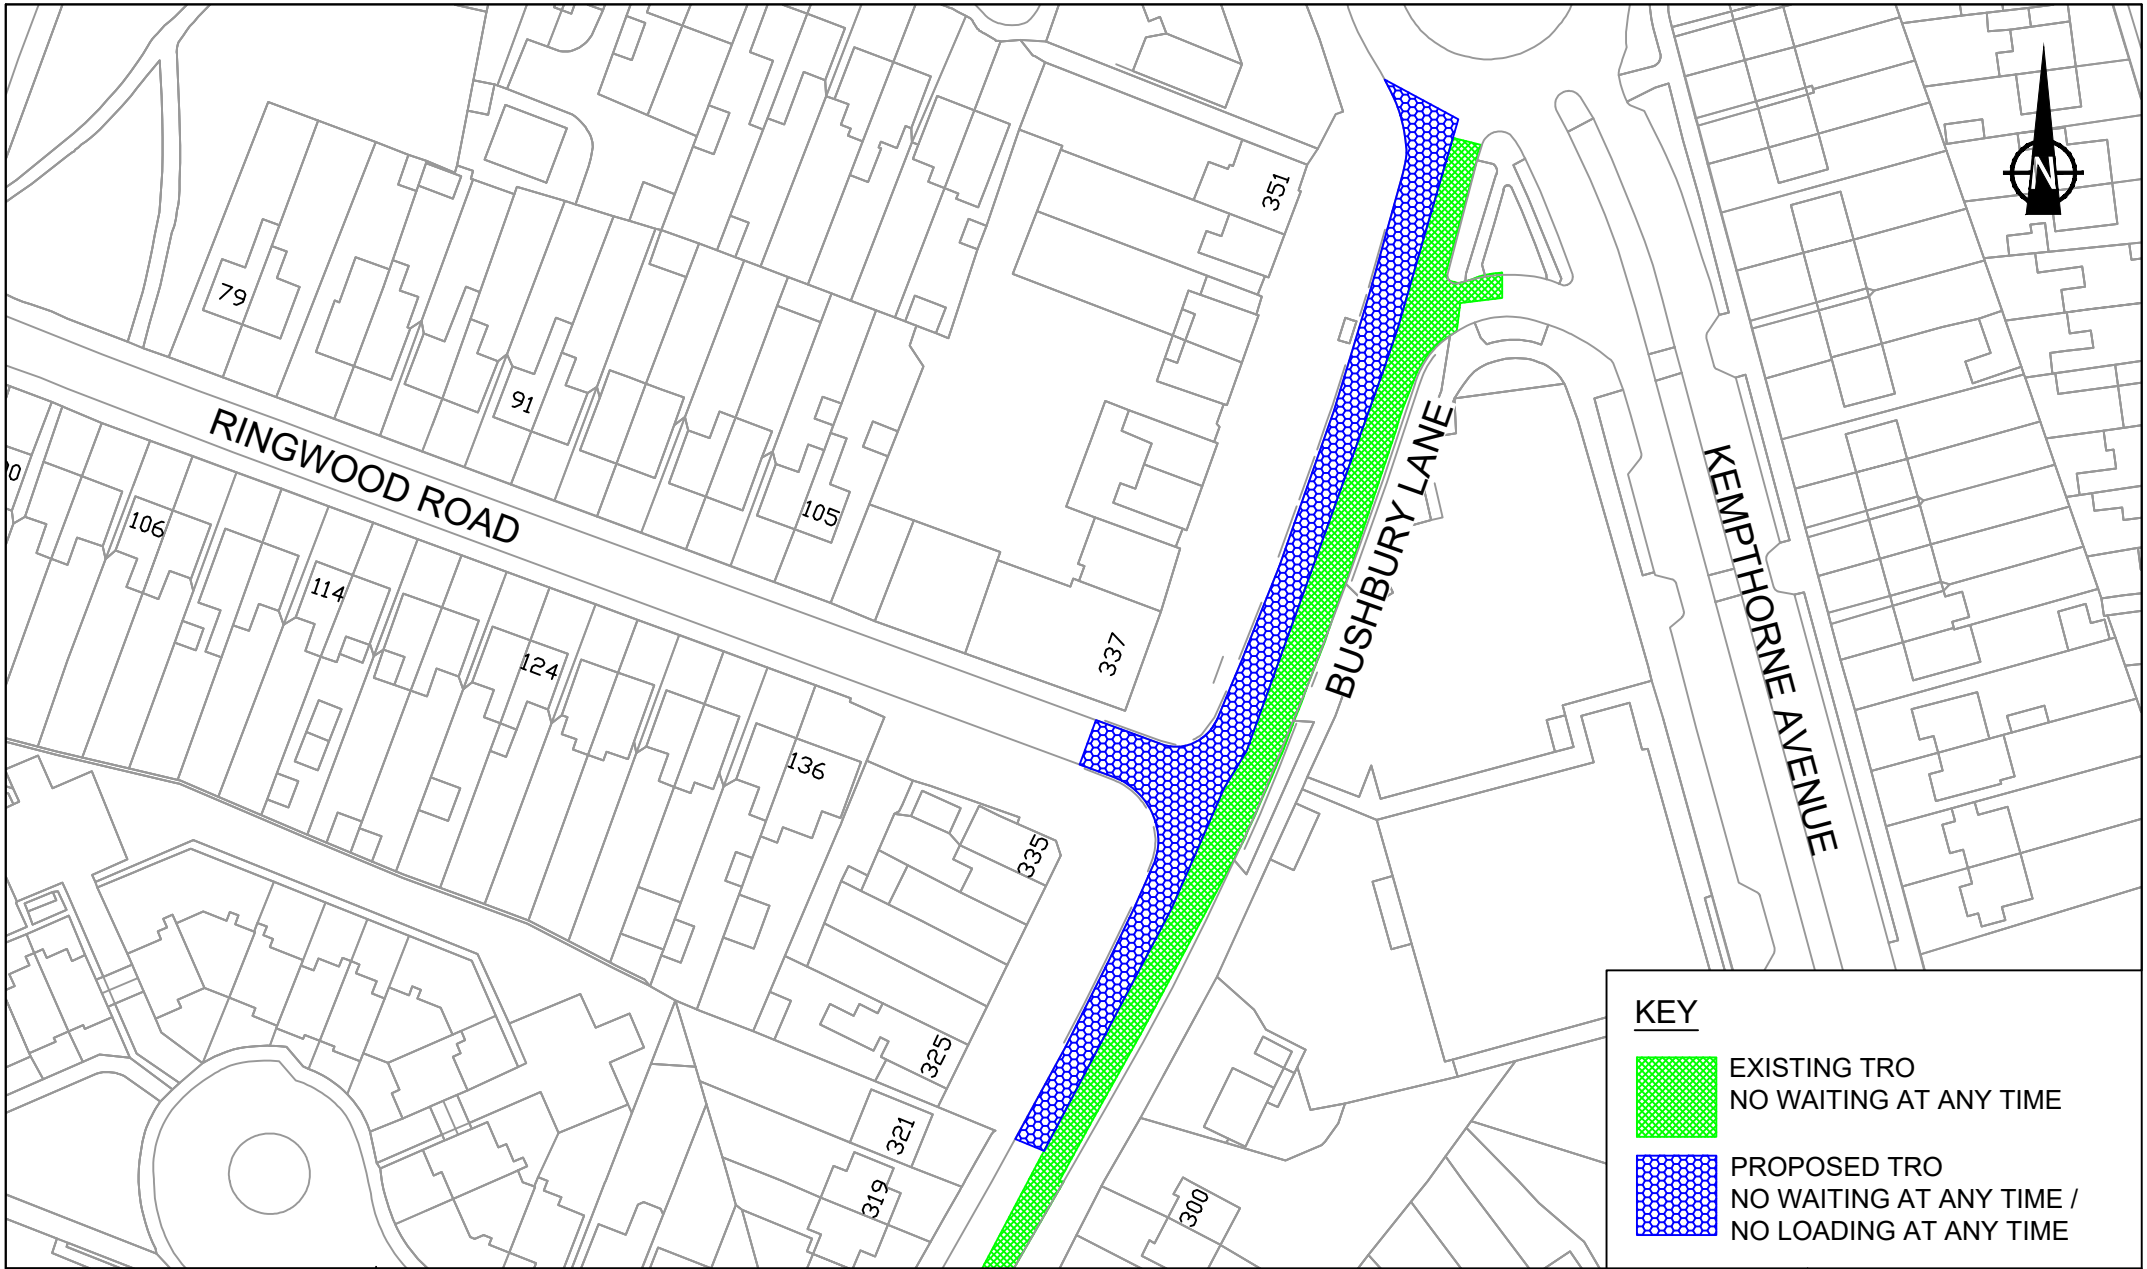 351
N
79
91
RINGWOOD ROAD
105
106
114
124
136
337
BUSHBURY LANE
KEMPTHORNE AVENUE
335
325
321
319
300
KEY
EXISTING TRO
NO WAITING AT ANY TIME
PROPOSED TRO
NO WAITING AT ANY TIME /
NO LOADING AT ANY TIME